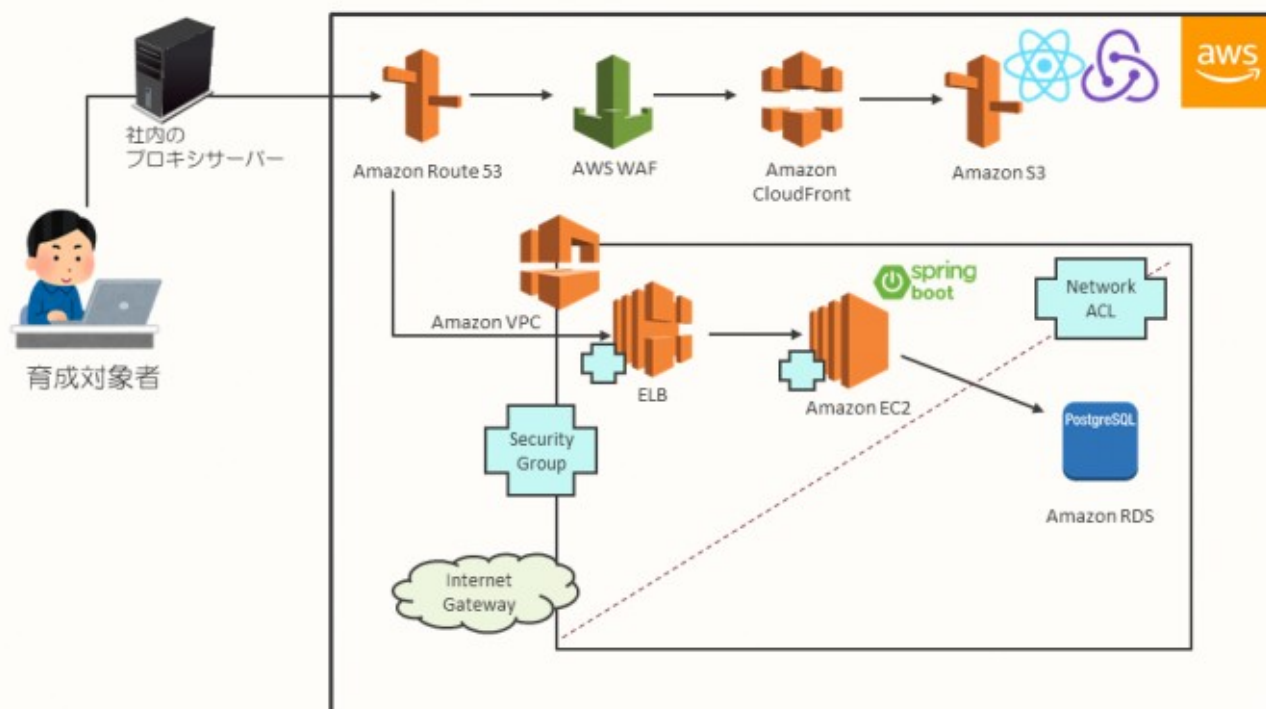 aws
社内の
プロキシサーバー
Amazon Route 53
AWS WAF
Amazon
CloudFront
Amazon S3
育成対象者
Amazon VPC
ELB
spring
boot
Amazon EC2
Network
ACL
Security
Group
PostgreSQL
Amazon RDS
Internet
Gateway